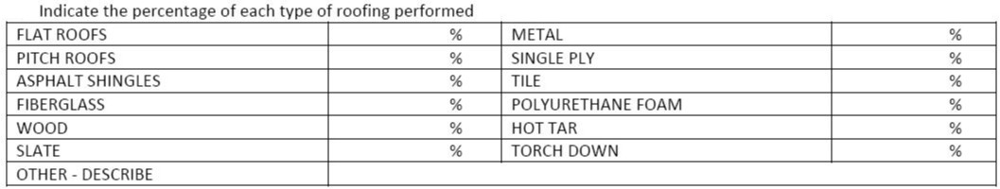 Indicate the percentage of each type of roofing performed
FLAT ROOFS % METAL %
PITCH ROOFS % SINGLE PLY %
ASPHALT SHINGLES % TILE %
FIBERGLASS % POLYURETHANE FOAM %
WOOD % HOT TAR %
SLATE % TORCH DOWN %
OTHER - DESCRIBE